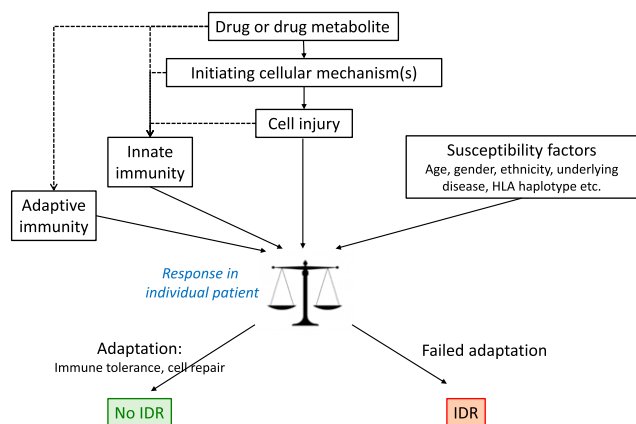 Drug or drug metabolite
Initiating cellular mechanism(s)
Cell injury
Innate
immunity
Adaptive
immunity
Susceptibility factors
Age, gender, ethnicity, underlying
disease, HLA haplotype etc.
Response in
individual patient
Adaptation:
Immune tolerance, cell repair
Failed adaptation
No IDR
IDR